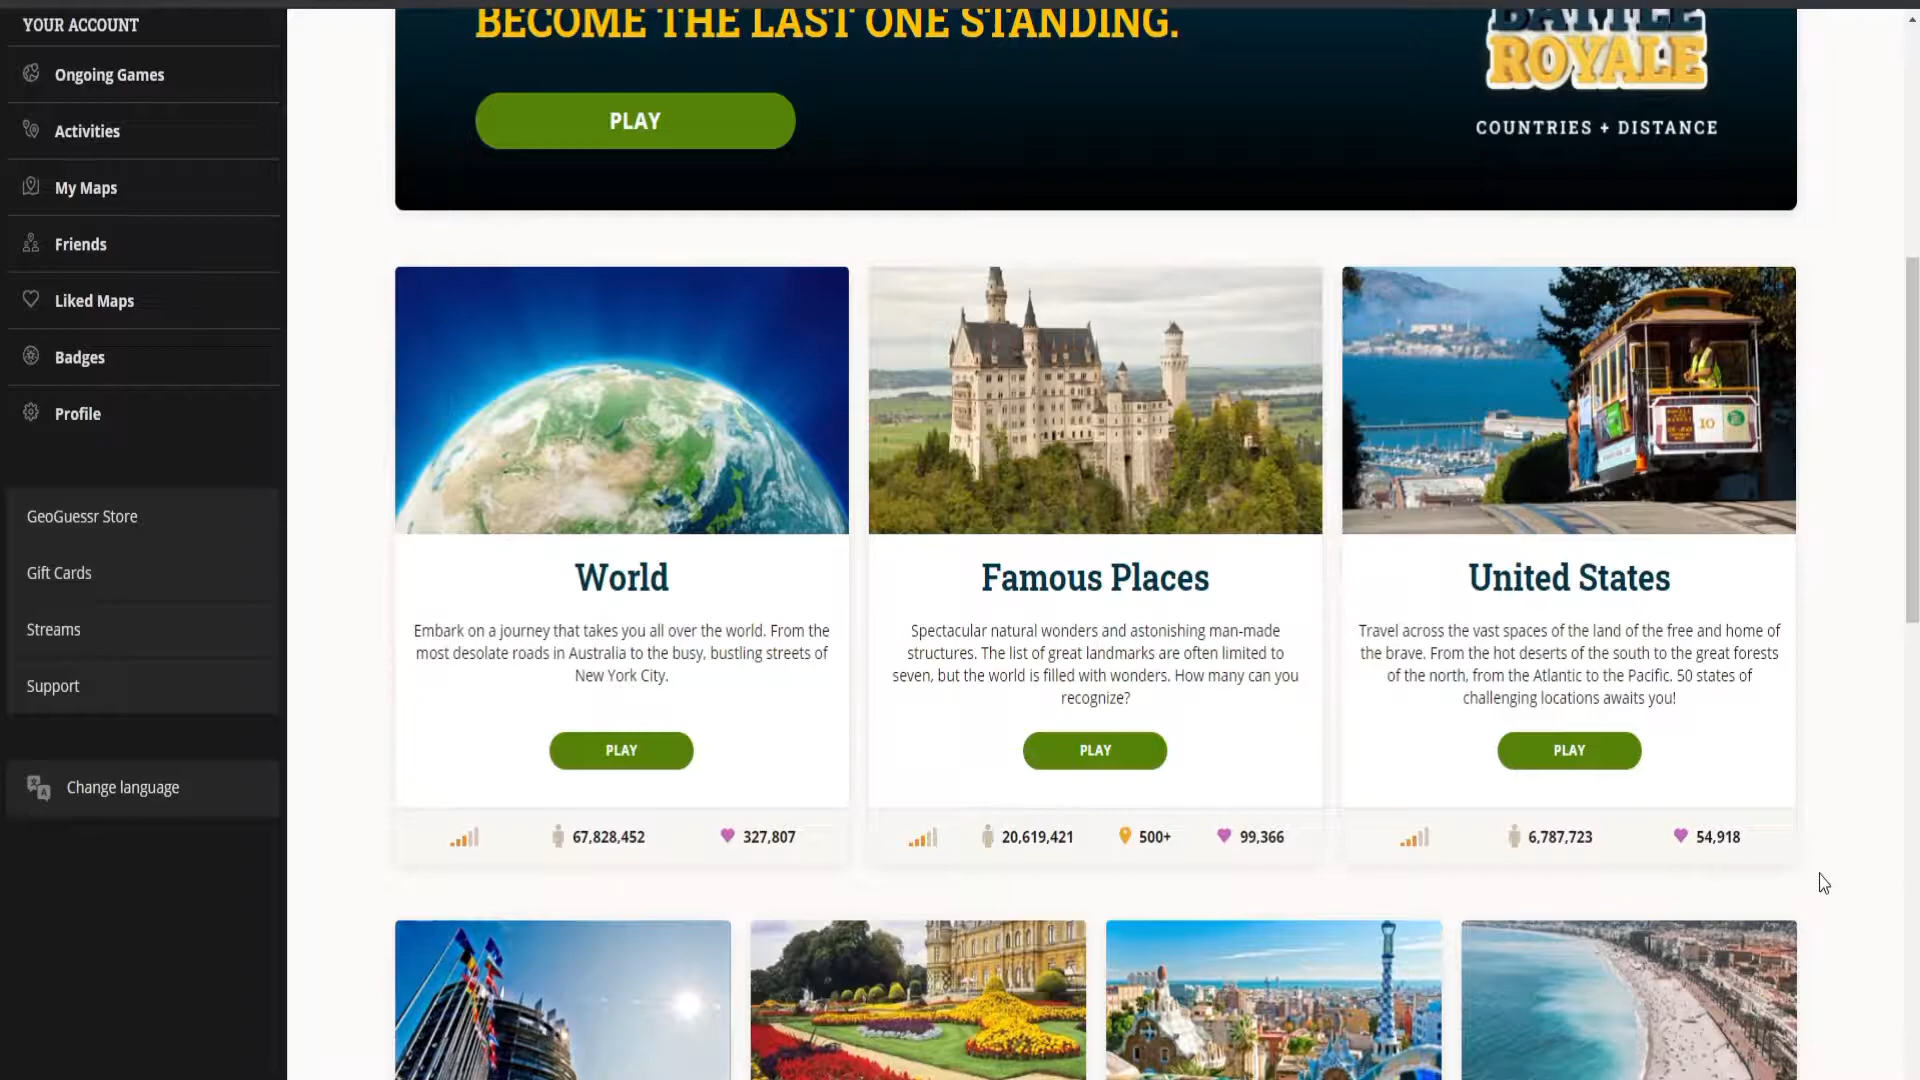 YOUR ACCOUNT
Ongoing Games
Activities
My Maps
Friends
Liked Maps
Badges
Profile
GeoGuessr Store
Gift Cards
Streams
Support
Change language
BECOME THE LAST ONE STANDING.
PLAY
BATTLE
ROYALE
COUNTRIES + DISTANCE
World
Embark on a journey that takes you all over the world. From the
most desolate roads in Australia to the busy, bustling streets of
New York City.
PLAY
67,828,452
327,807
Famous Places
Spectacular natural wonders and astonishing man-made
structures. The list of great landmarks are often limited to
seven, but the world is filled with wonders. How many can you
recognize?
PLAY
20,619,421
500+
99,366
10
United States
Travel across the vast spaces of the land of the free and home of
the brave. From the hot deserts of the south to the great forests
of the north, from the Atlantic to the Pacific. 50 states of
challenging locations awaits you!
PLAY
6,787,723
54,918